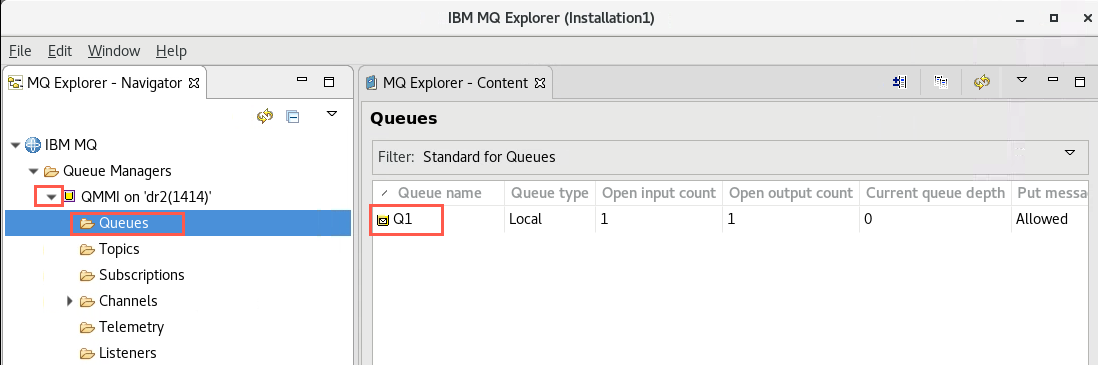 IBM MQ Explorer (Installation1)
File Edit Window Help
MQ Explorer - Navigator
MQ Explorer - Content
IBM MQ
Queue Managers
QMMI on 'dr2(1414)'
Queues
Topics
Subscriptions
Channels
Telemetry
Listeners
Queues
Filter: Standard for Queues
Queue name Queue type Open input count Open output count Current queue depth Put messa
Q1 Local 1 1 0 Allowed